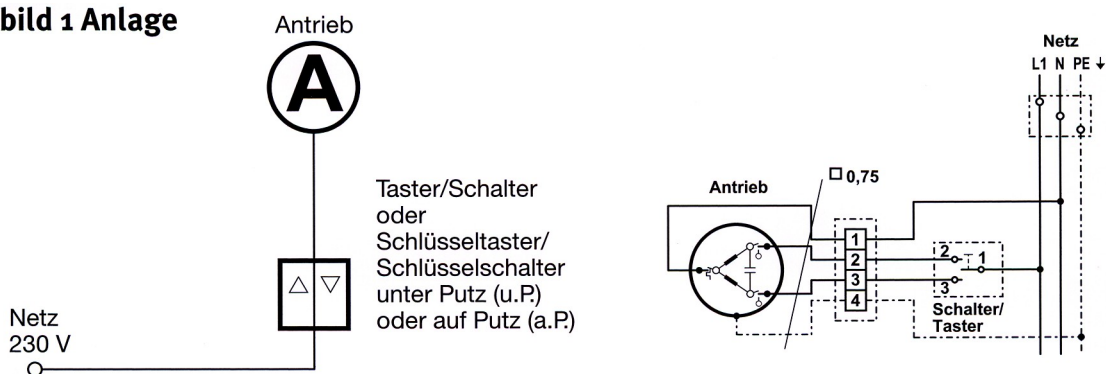 bild 1 Anlage
Antrieb
A
Taster/Schalter
oder
Schlüsseltaster/
Schlüsselschalter
unter Putz (u.P.)
oder auf Putz (a.P.)
Netz
230 V
Netz
L1 N PE
Antrieb
0,75
1
2
3
4
2
1
3
Schalter/
Taster